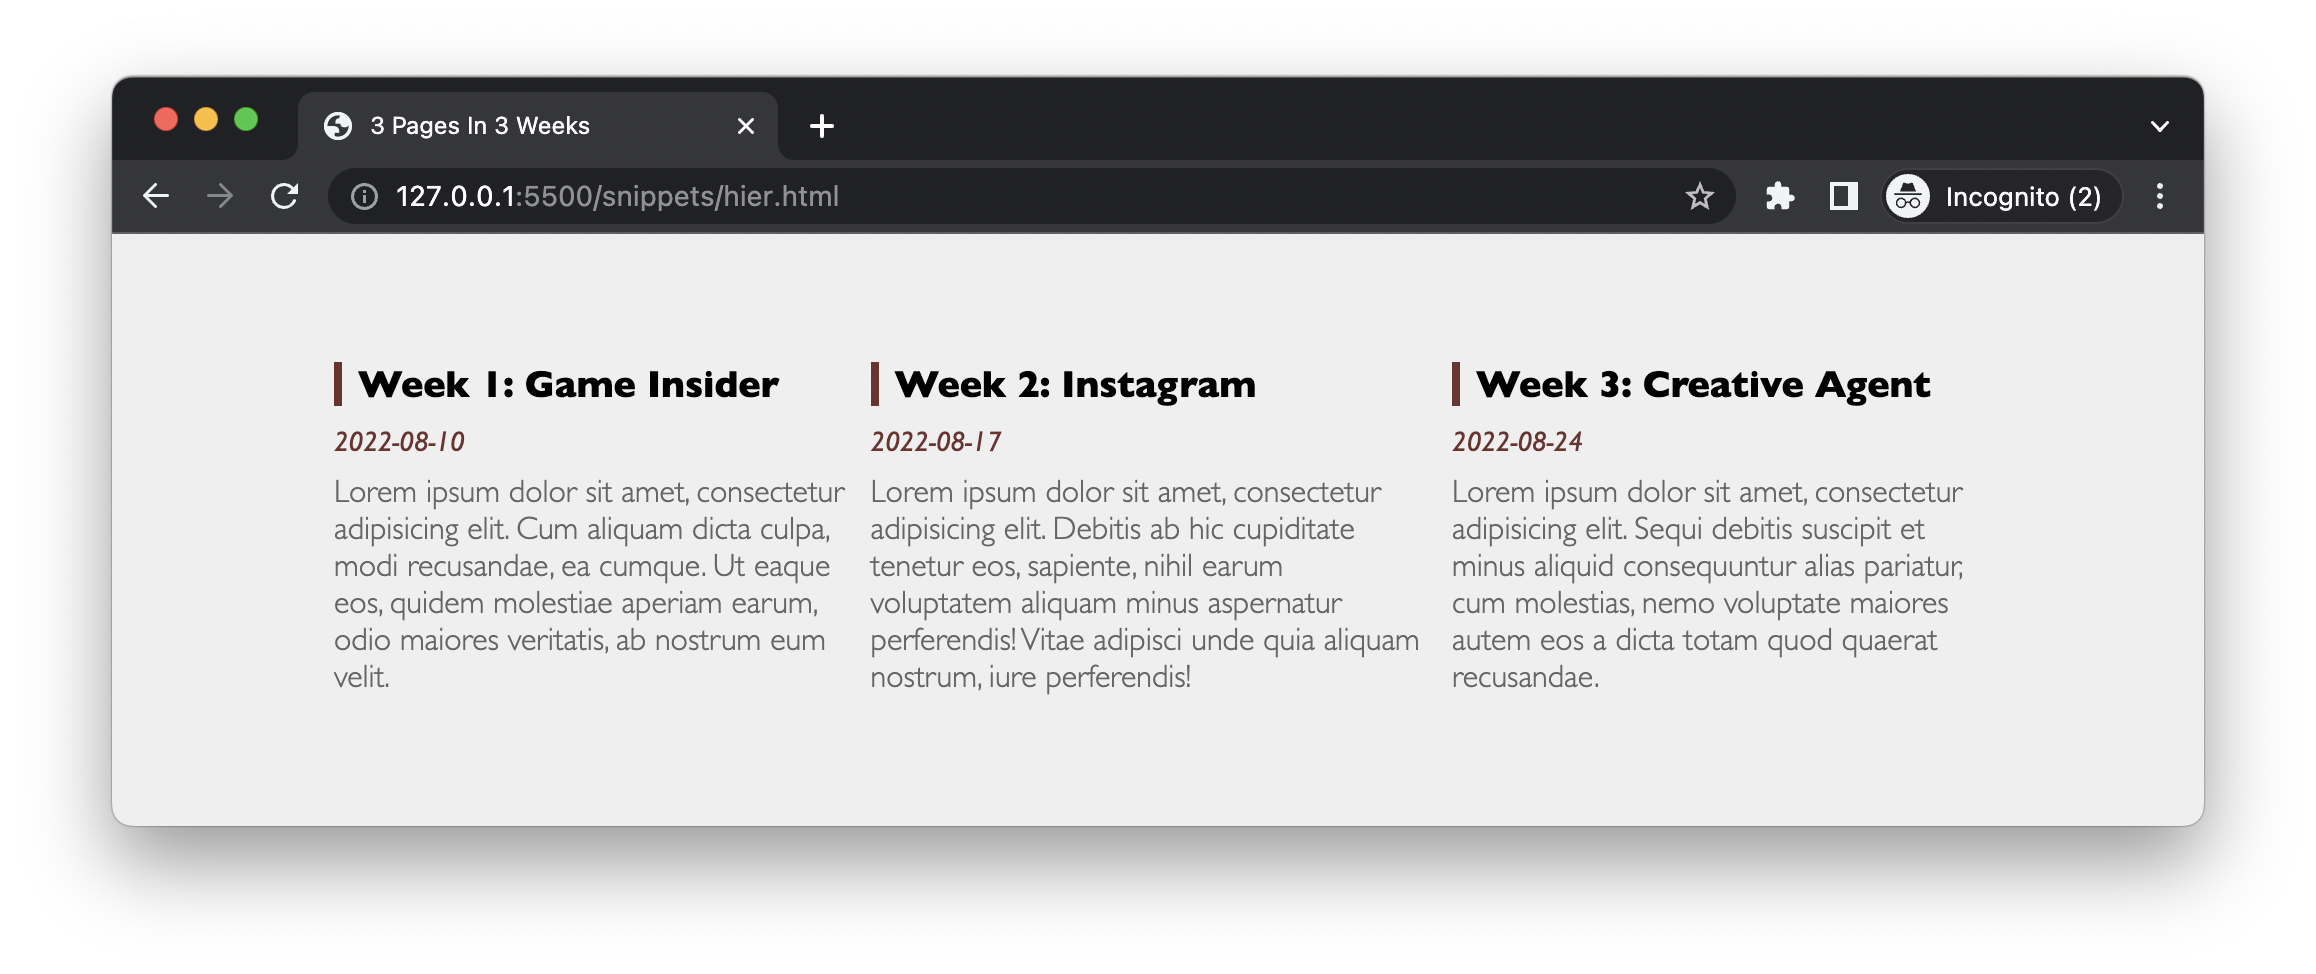 3 Pages In 3 Weeks
127.0.0.1:5500/snippets/hier.html
Incognito (2)
Week 1: Game Insider
2022-08-10
Lorem ipsum dolor sit amet, consectetur
adipisicing elit. Cum aliquam dicta culpa,
modi recusandae, ea cumque. Ut eaque
eos, quidem molestiae aperiam earum,
odio maiores veritatis, ab nostrum eum
velit.
Week 2: Instagram
2022-08-17
Lorem ipsum dolor sit amet, consectetur
adipisicing elit. Debitis ab hic cupiditate
tenetur eos, sapiente, nihil earum
voluptatem aliquam minus aspernatur
perferendis! Vitae adipisci unde quia aliquam
nostrum, iure perferendis!
Week 3: Creative Agent
2022-08-24
Lorem ipsum dolor sit amet, consectetur
adipisicing elit. Sequi debitis suscipit et
minus aliquid consequuntur alias pariatur,
cum molestias, nemo voluptate maiores
autem eos a dicta totam quod quaerat
recusandae.